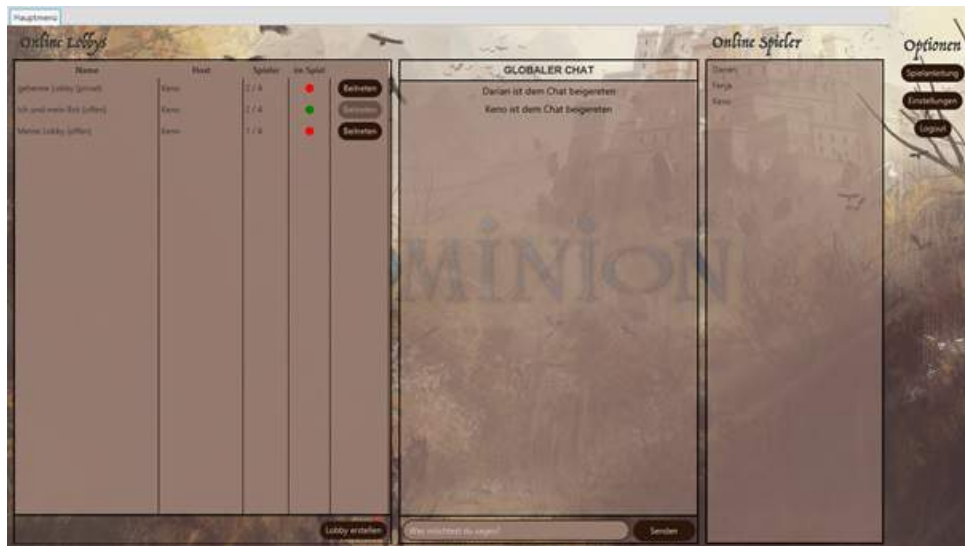 Hauptmenü
Online Lobbys
Name Host Spieler im Spiel
geheime Lobby (privat) Keno 2 / 4 Beitreten
Ich und mein Bot (offen) Keno 2 / 4 Beitreten
Meine Lobby (offen) Keno 1 / 4 Beitreten
Lobby erstellen
GLOBALER CHAT
Darian ist dem Chat beigereten
Keno ist dem Chat beigereten
MINION
Was möchtest du sagen?
Senden
Online Spieler
Darian
Fenja
Keno
Optionen
Spielanleitung
Einstellungen
Logout